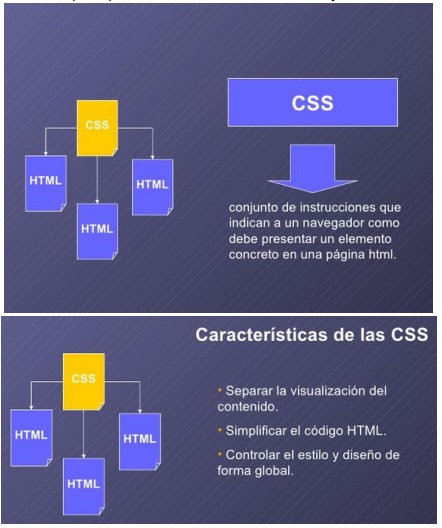 CSS
CSS
HTML
HTML
HTML
conjunto de instrucciones que
indican a un navegador como
debe presentar un elemento
concreto en una página html.
Características de las CSS
CSS
HTML
HTML
HTML
• Separar la visualización del
contenido.
• Simplificar el código HTML.
• Controlar el estilo y diseño de
forma global.